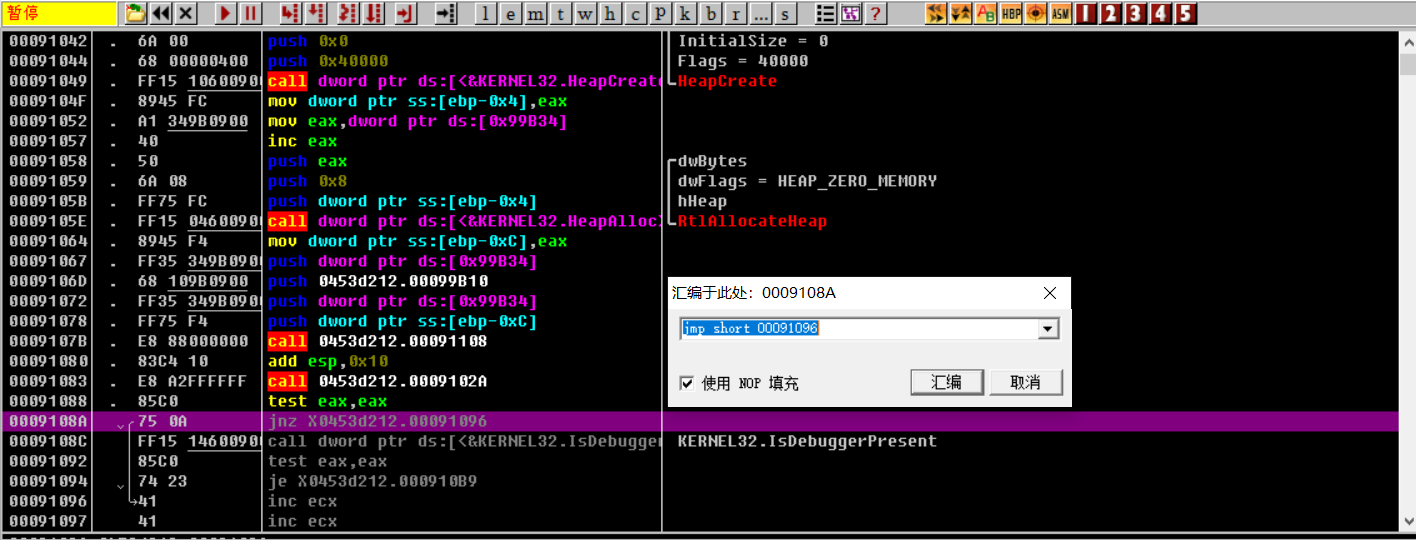 暂停 l e m t w h c p k b r ... s ? HBP ASM 1 2 3 4 5
00091042 . 6A 00 push 0x0 InitialSize = 0
00091044 . 68 00000400 push 0x40000 Flags = 40000
00091049 . FF15 10600900 call dword ptr ds:[<&KERNEL32.HeapCreate HeapCreate
0009104F . 8945 FC mov dword ptr ss:[ebp-0x4],eax
00091052 . A1 349B0900 mov eax,dword ptr ds:[0x99B34]
00091057 . 40 inc eax
00091058 . 50 push eax dwBytes
00091059 . 6A 08 push 0x8 dwFlags = HEAP_ZERO_MEMORY
0009105B . FF75 FC push dword ptr ss:[ebp-0x4] hHeap
0009105E . FF15 04600900 call dword ptr ds:[<&KERNEL32.HeapAlloc> RtlAllocateHeap
00091064 . 8945 F4 mov dword ptr ss:[ebp-0xC],eax
00091067 . FF35 349B0900 push dword ptr ds:[0x99B34]
0009106D . 68 109B0900 push 0453d212.00099B10
00091072 . FF35 349B0900 push dword ptr ds:[0x99B34]
00091078 . FF75 F4 push dword ptr ss:[ebp-0xC]
0009107B . E8 88000000 call 0453d212.00091108
00091080 . 83C4 10 add esp,0x10
00091083 . E8 A2FFFFFF call 0453d212.0009102A
00091088 . 85C0 test eax,eax
0009108A 75 0A jnz X0453d212.00091096
0009108C FF15 14600900 call dword ptr ds:[<&KERNEL32.IsDebugger KERNEL32.IsDebuggerPresent
00091092 85C0 test eax,eax
00091094 74 23 je X0453d212.000910B9
00091096 41 inc ecx
00091097 41 inc ecx
汇编于此处：0009108A
jmp short 00091096
使用 NOP 填充 汇编 取消